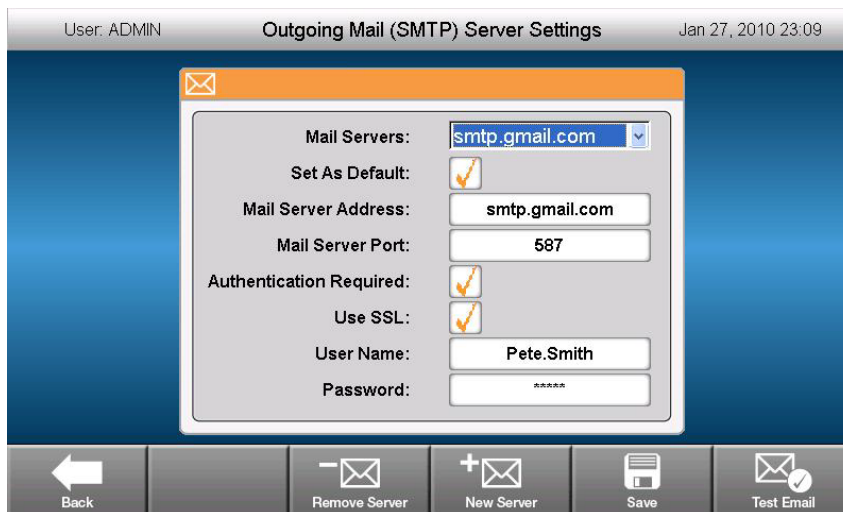 User: ADMIN Outgoing Mail (SMTP) Server Settings Jan 27, 2010 23:09
Mail Servers: smtp.gmail.com
Set As Default:
Mail Server Address: smtp.gmail.com
Mail Server Port: 587
Authentication Required:
Use SSL:
User Name: Pete.Smith
Password: *****
Back Remove Server New Server Save Test Email